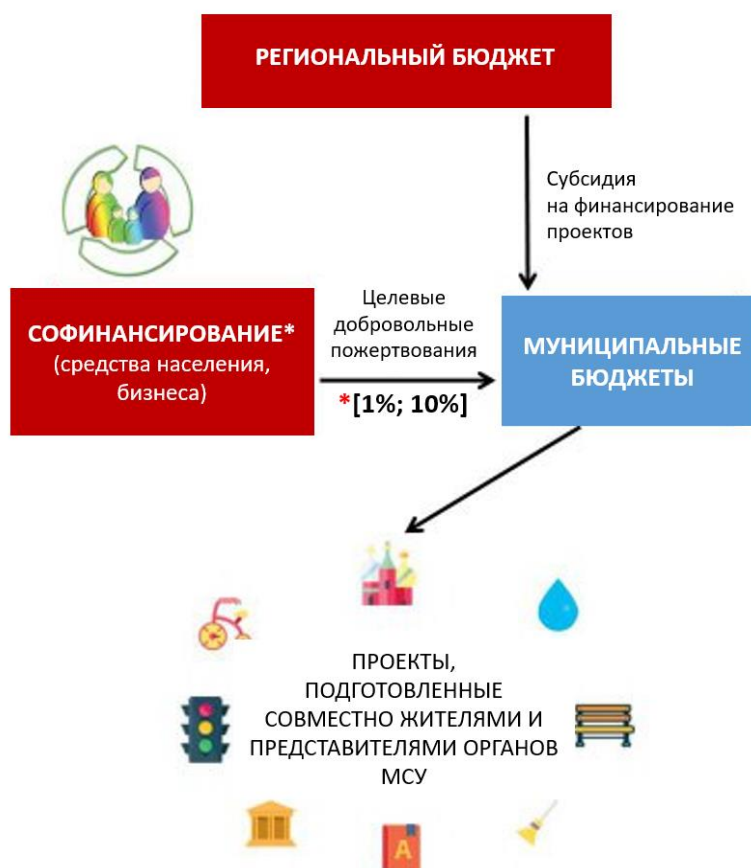 РЕГИОНАЛЬНЫЙ БЮДЖЕТ
Субсидия
на финансирование
проектов
СОФИНАНСИРОВАНИЕ*
(средства населения,
бизнеса)
Целевые
добровольные
пожертвования
*[1%; 10%]
МУНИЦИПАЛЬНЫЕ
БЮДЖЕТЫ
ПРОЕКТЫ,
ПОДГОТОВЛЕННЫЕ
СОВМЕСТНО ЖИТЕЛЯМИ И
ПРЕДСТАВИТЕЛЯМИ ОРГАНОВ
МСУ
A